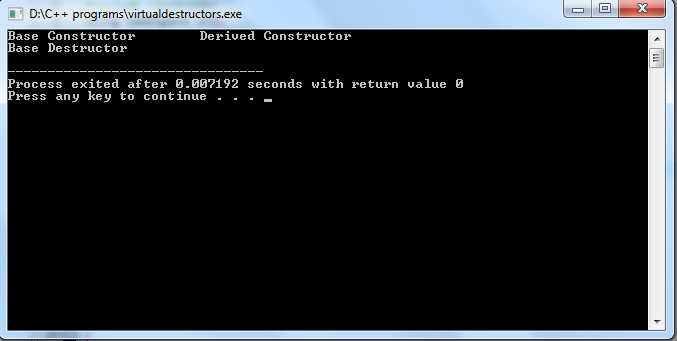 D:\C++ programs\virtualdestructors.exe
Base Constructor        Derived Constructor
Base Destructor
--------------------------------
Process exited after 0.007192 seconds with return value 0
Press any key to continue . . . _